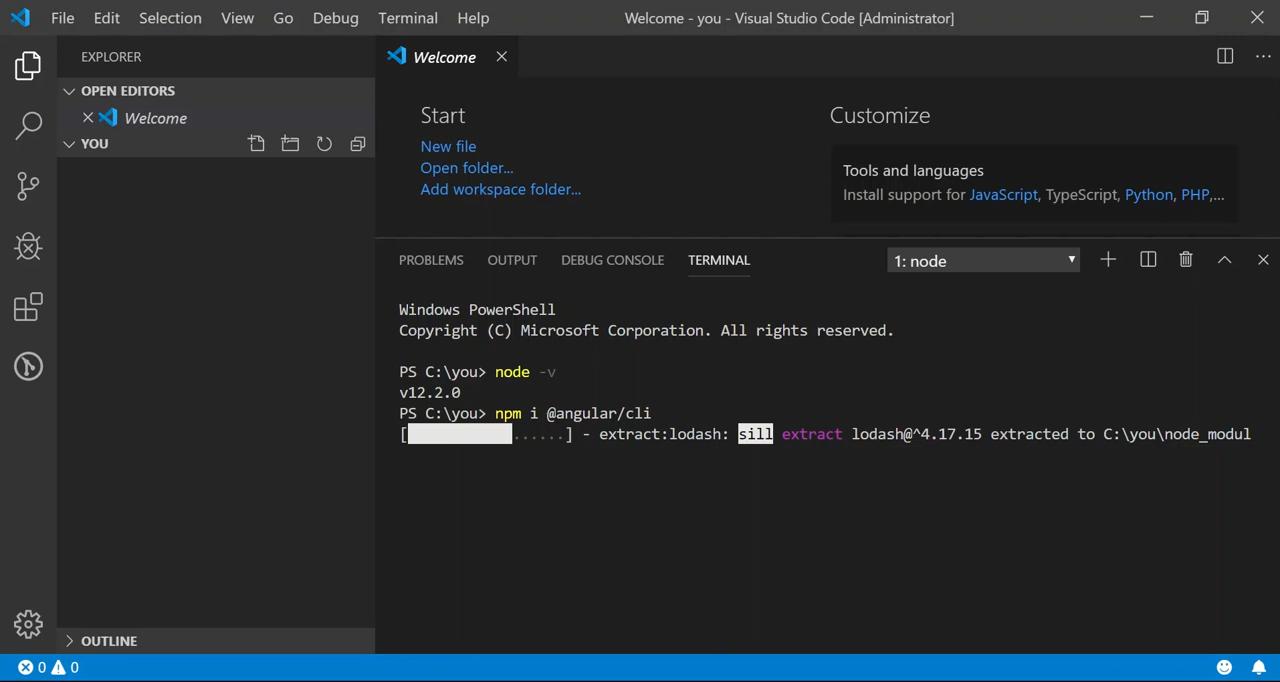 File Edit Selection View Go Debug Terminal Help Welcome - you - Visual Studio Code [Administrator]
EXPLORER
OPEN EDITORS
Welcome
YOU
OUTLINE
Welcome
Start
New file
Open folder...
Add workspace folder...
Customize
Tools and languages
Install support for JavaScript, TypeScript, Python, PHP,...
PROBLEMS OUTPUT DEBUG CONSOLE TERMINAL 1: node
Windows PowerShell
Copyright (C) Microsoft Corporation. All rights reserved.
PS C:\you> node -v
v12.2.0
PS C:\you> npm i @angular/cli
[ ......] - extract:lodash: sill extract lodash@^4.17.15 extracted to C:\you\node_modul
0 0